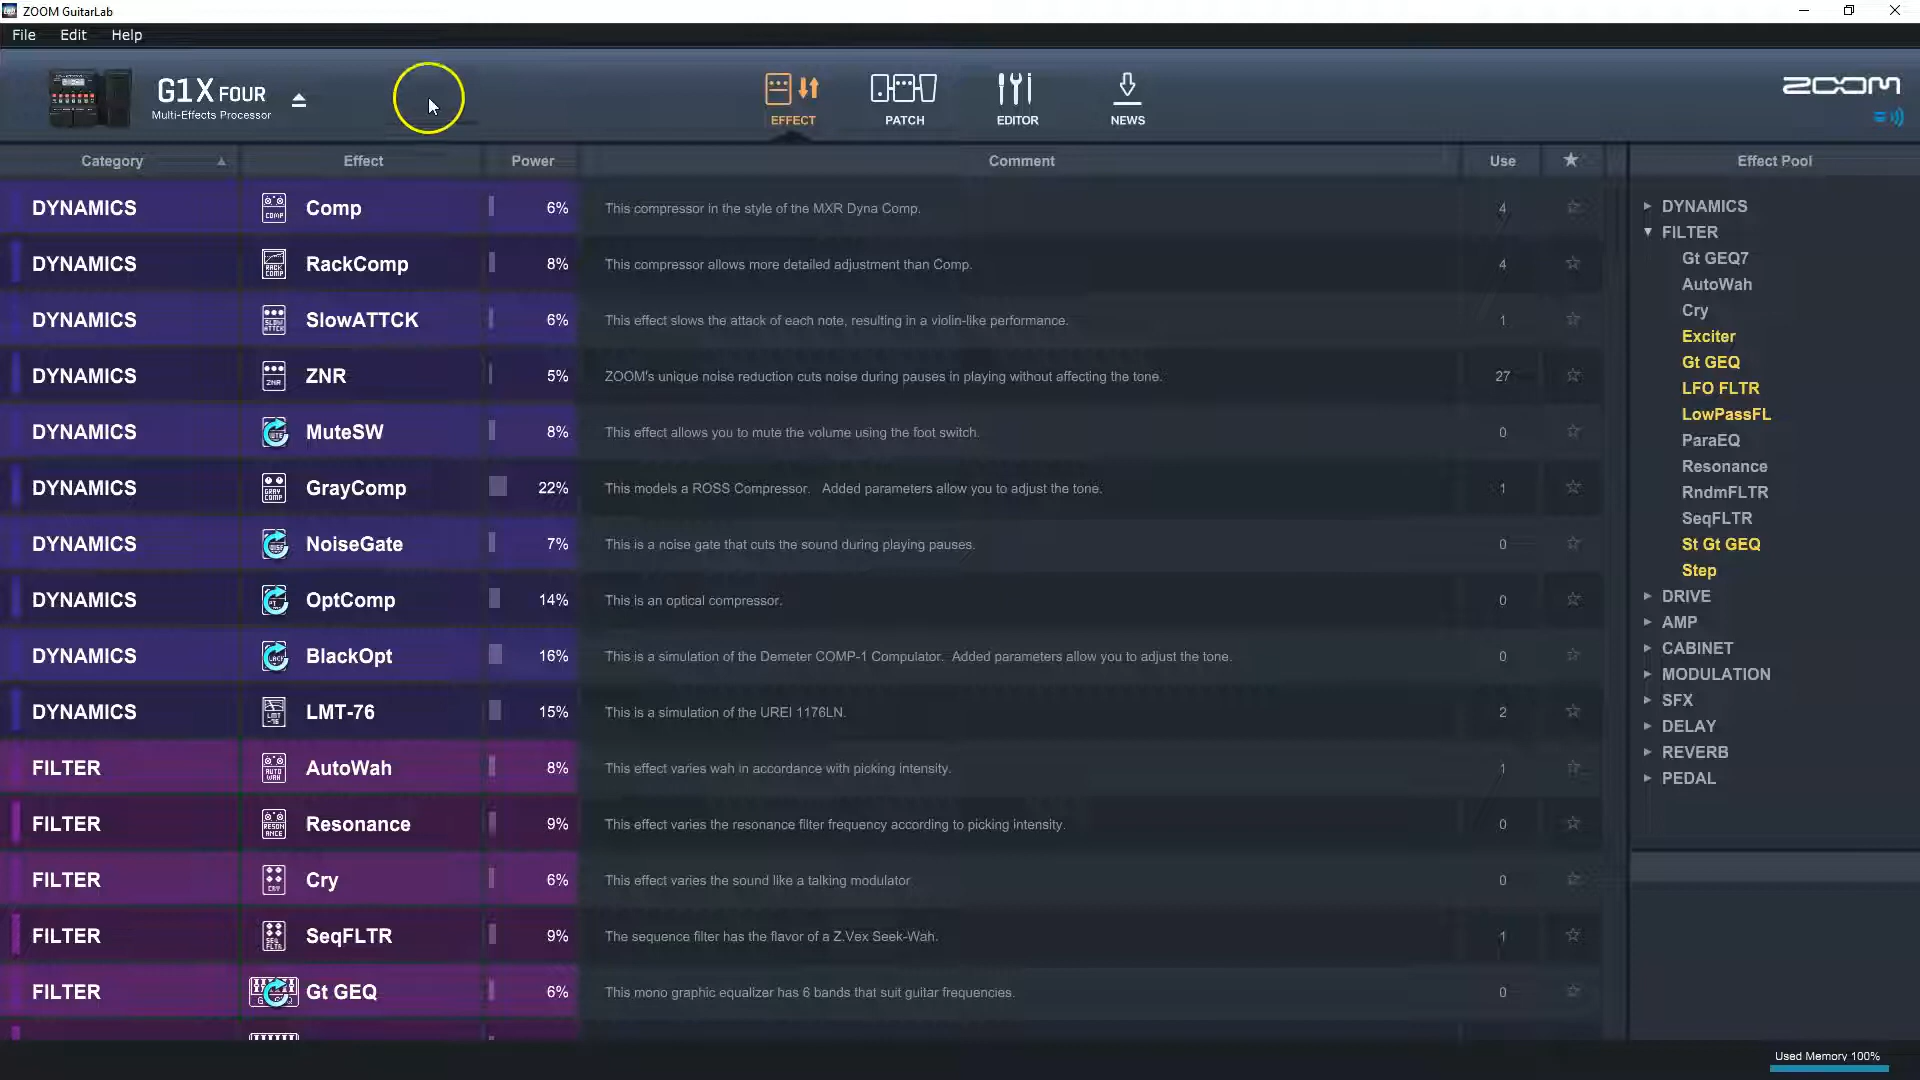 ZOOM GuitarLab
File Edit Help
G1X FOUR
Multi-Effects Processor
EFFECT PATCH EDITOR NEWS
ZOOM
Category Effect Power Comment Use ★ Effect Pool
DYNAMICS Comp 6% This compressor in the style of the MXR Dyna Comp. 4
DYNAMICS RackComp 8% This compressor allows more detailed adjustment than Comp. 4
DYNAMICS SlowATTCK 6% This effect slows the attack of each note, resulting in a violin-like performance. 1
DYNAMICS ZNR 5% ZOOM's unique noise reduction cuts noise during pauses in playing without affecting the tone. 27
DYNAMICS MuteSW 8% This effect allows you to mute the volume using the foot switch. 0
DYNAMICS GrayComp 22% This models a ROSS Compressor. Added parameters allow you to adjust the tone. 1
DYNAMICS NoiseGate 7% This is a noise gate that cuts the sound during playing pauses. 0
DYNAMICS OptComp 14% This is an optical compressor. 0
DYNAMICS BlackOpt 16% This is a simulation of the Demeter COMP-1 Compulator. Added parameters allow you to adjust the tone. 0
DYNAMICS LMT-76 15% This is a simulation of the UREI 1176LN. 2
FILTER AutoWah 8% This effect varies wah in accordance with picking intensity. 1
FILTER Resonance 9% This effect varies the resonance filter frequency according to picking intensity. 0
FILTER Cry 6% This effect varies the sound like a talking modulator. 0
FILTER SeqFLTR 9% The sequence filter has the flavor of a Z.Vex Seek-Wah. 1
FILTER Gt GEQ 6% This mono graphic equalizer has 6 bands that suit guitar frequencies. 0
DYNAMICS
FILTER
Gt GEQ7
AutoWah
Cry
Exciter
Gt GEQ
LFO FLTR
LowPassFL
ParaEQ
Resonance
RndmFLTR
SeqFLTR
St Gt GEQ
Step
DRIVE
AMP
CABINET
MODULATION
SFX
DELAY
REVERB
PEDAL
Used Memory 100%